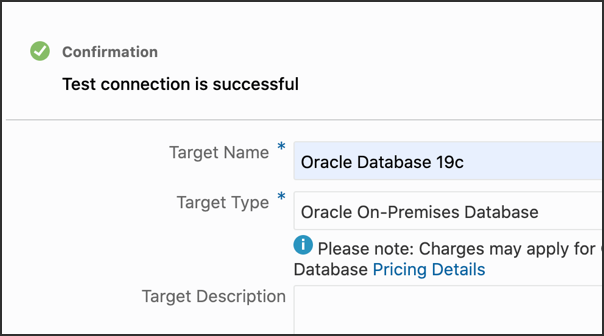 Confirmation
Test connection is successful
Target Name * Oracle Database 19c
Target Type * Oracle On-Premises Database
Please note: Charges may apply for
Database Pricing Details
Target Description